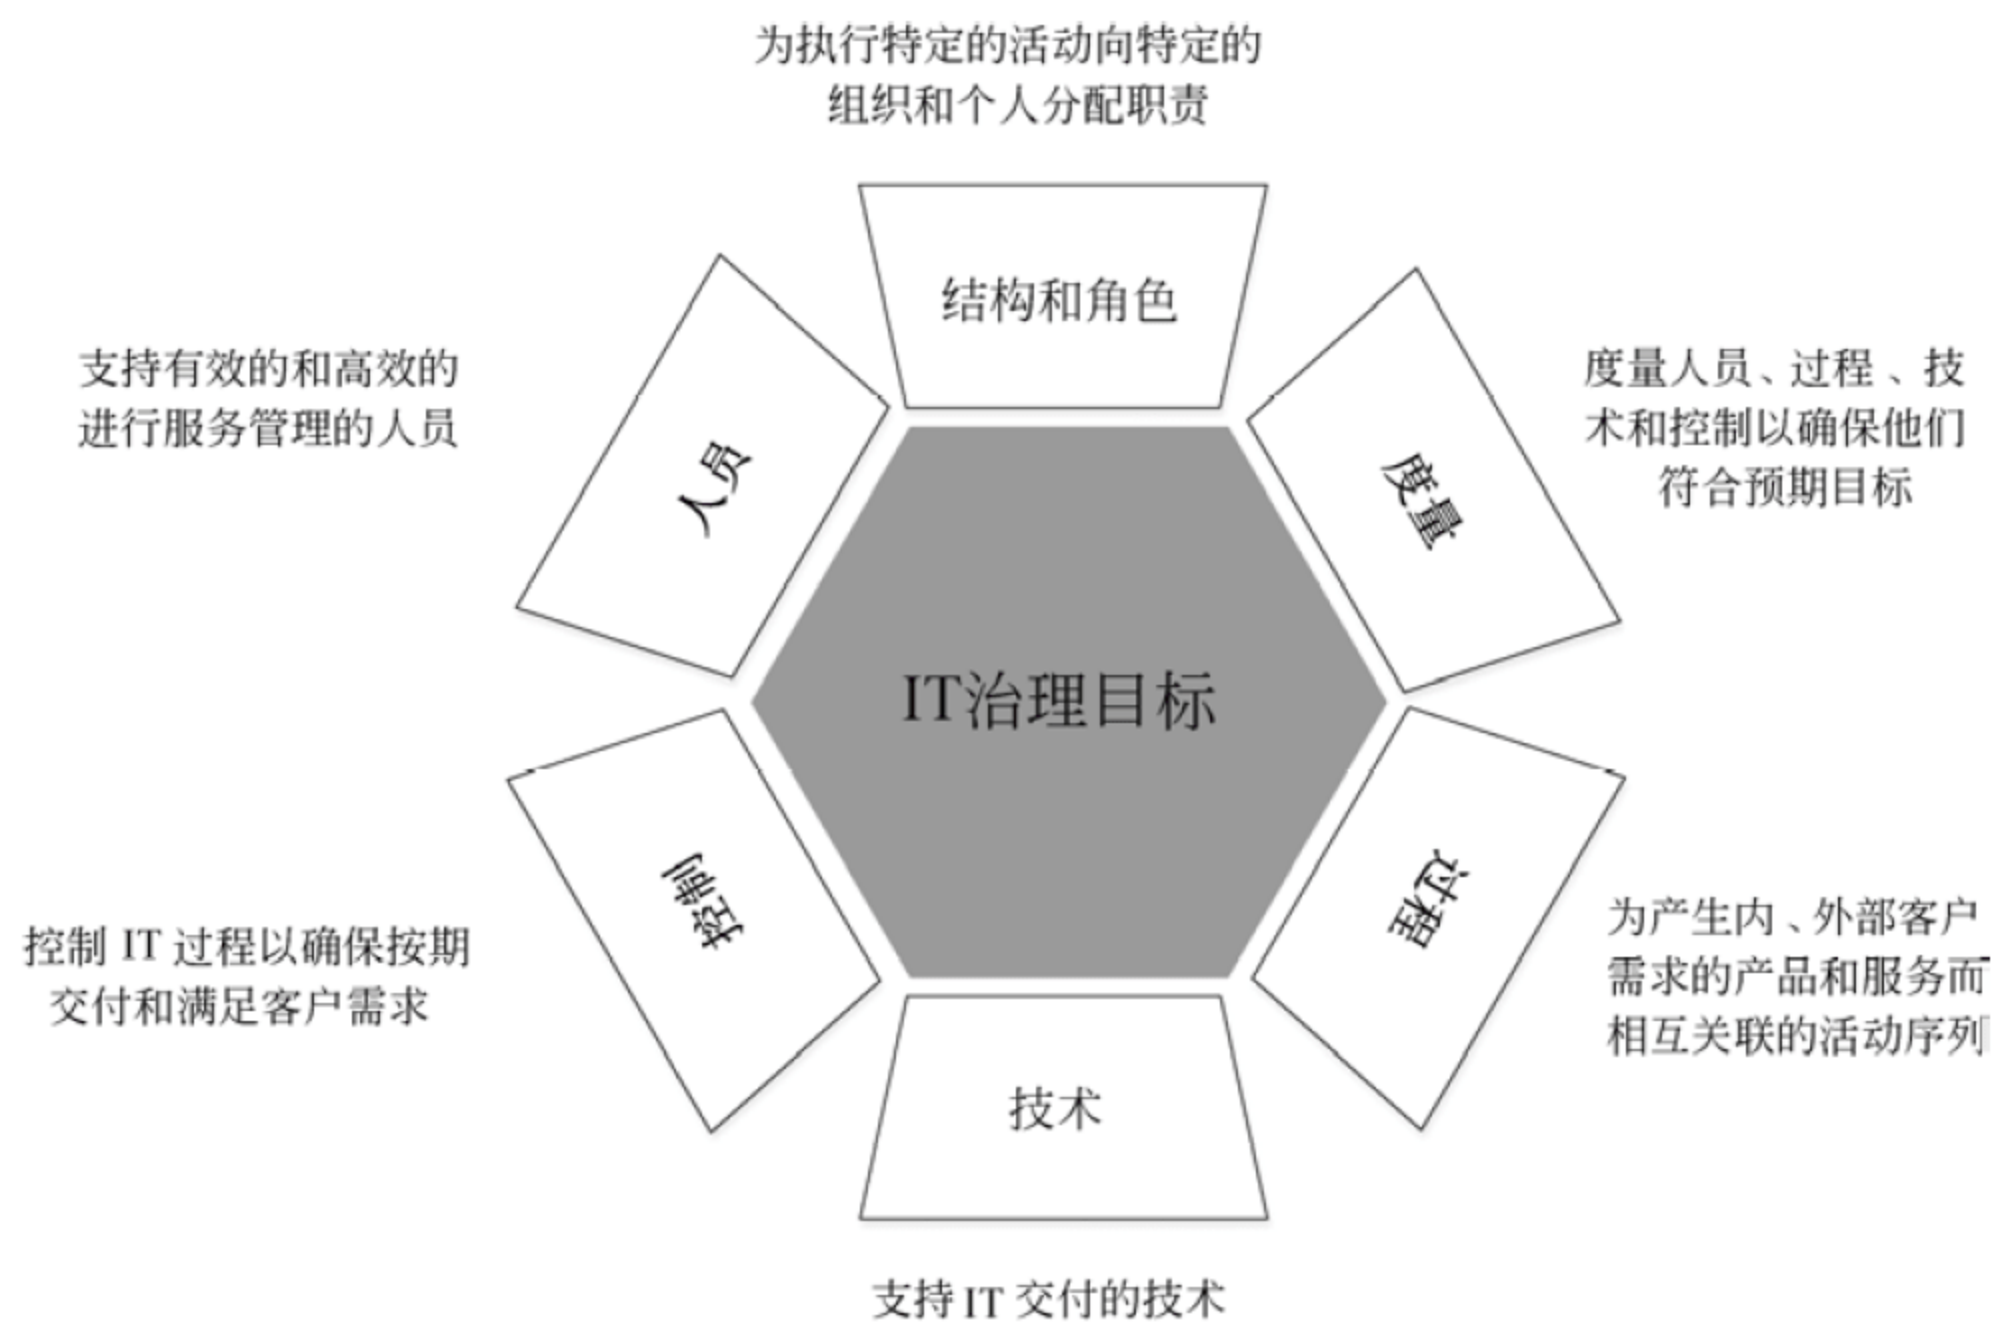 为执行特定的活动向特定的
组织和个人分配职责
结构和角色
支持有效的和高效的
进行服务管理的人员
人员
度量
度量人员、过程、技
术和控制以确保他们
符合预期目标
IT治理目标
控制
控制 IT 过程以确保按期
交付和满足客户需求
过程
为产生内、外部客户
需求的产品和服务而
相互关联的活动序列
技术
支持 IT 交付的技术